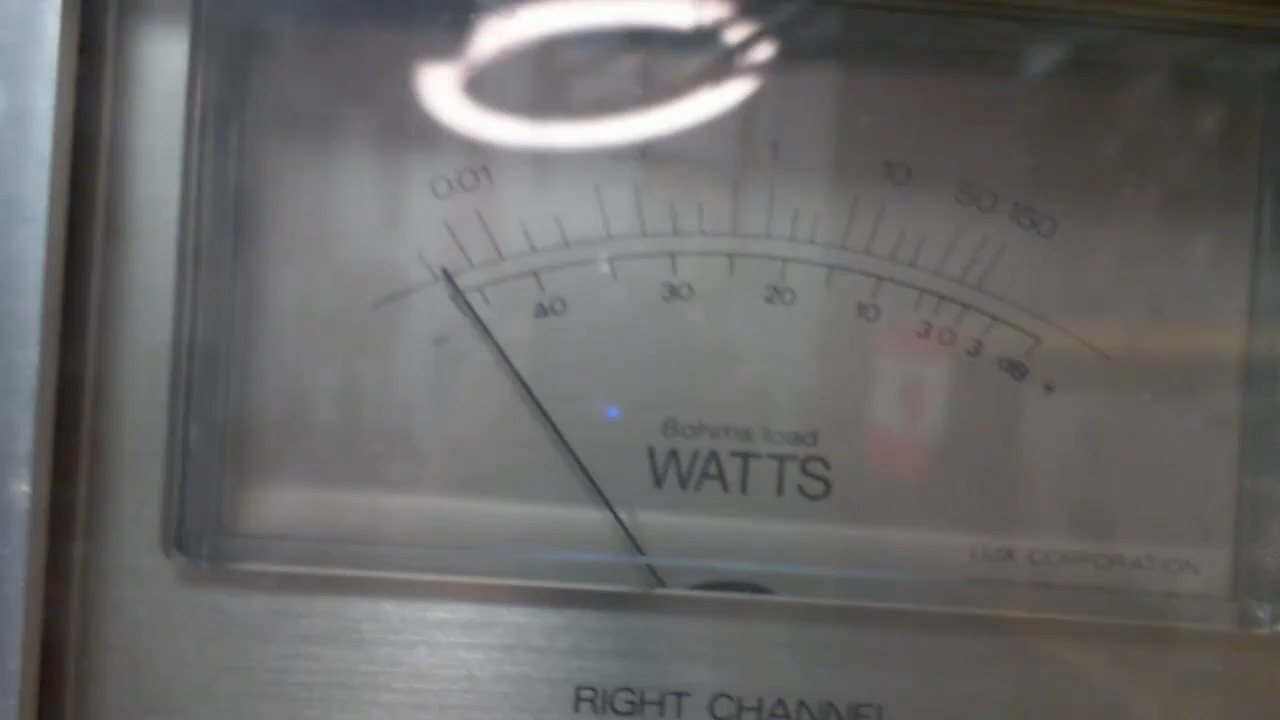 0.01 1 10 50 150
40 30 20 10 3 0 3 dB +
8ohms load
WATTS
LUX CORPORATION
RIGHT CHANNEL